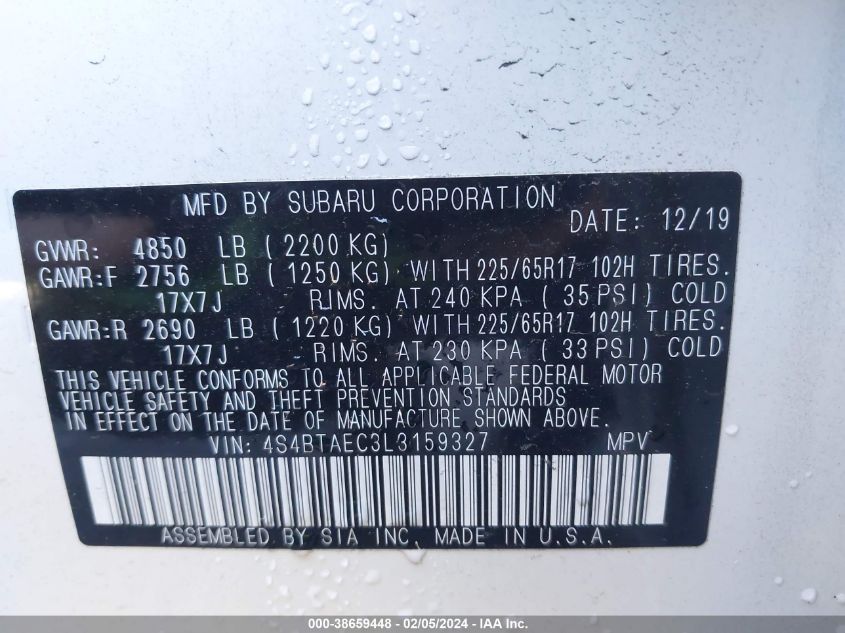 MFD BY SUBARU CORPORATION
DATE: 12/19
GVWR: 4850 LB ( 2200 KG)
GAWR:F 2756 LB ( 1250 KG) WITH 225/65R17 102H TIRES.
17X7J RIMS. AT 240 KPA ( 35 PSI) COLD
GAWR:R 2690 LB ( 1220 KG) WITH 225/65R17 102H TIRES.
17X7J RIMS. AT 230 KPA ( 33 PSI) COLD
THIS VEHICLE CONFORMS TO ALL APPLICABLE FEDERAL MOTOR
VEHICLE SAFETY AND THEFT PREVENTION STANDARDS
IN EFFECT ON THE DATE OF MANUFACTURE SHOWN ABOVE.
VIN: 4S4BTAEC3L3159327 MPV
ASSEMBLED BY SIA INC, MADE IN U.S.A.
000-38659448 - 02/05/2024 - IAA Inc.